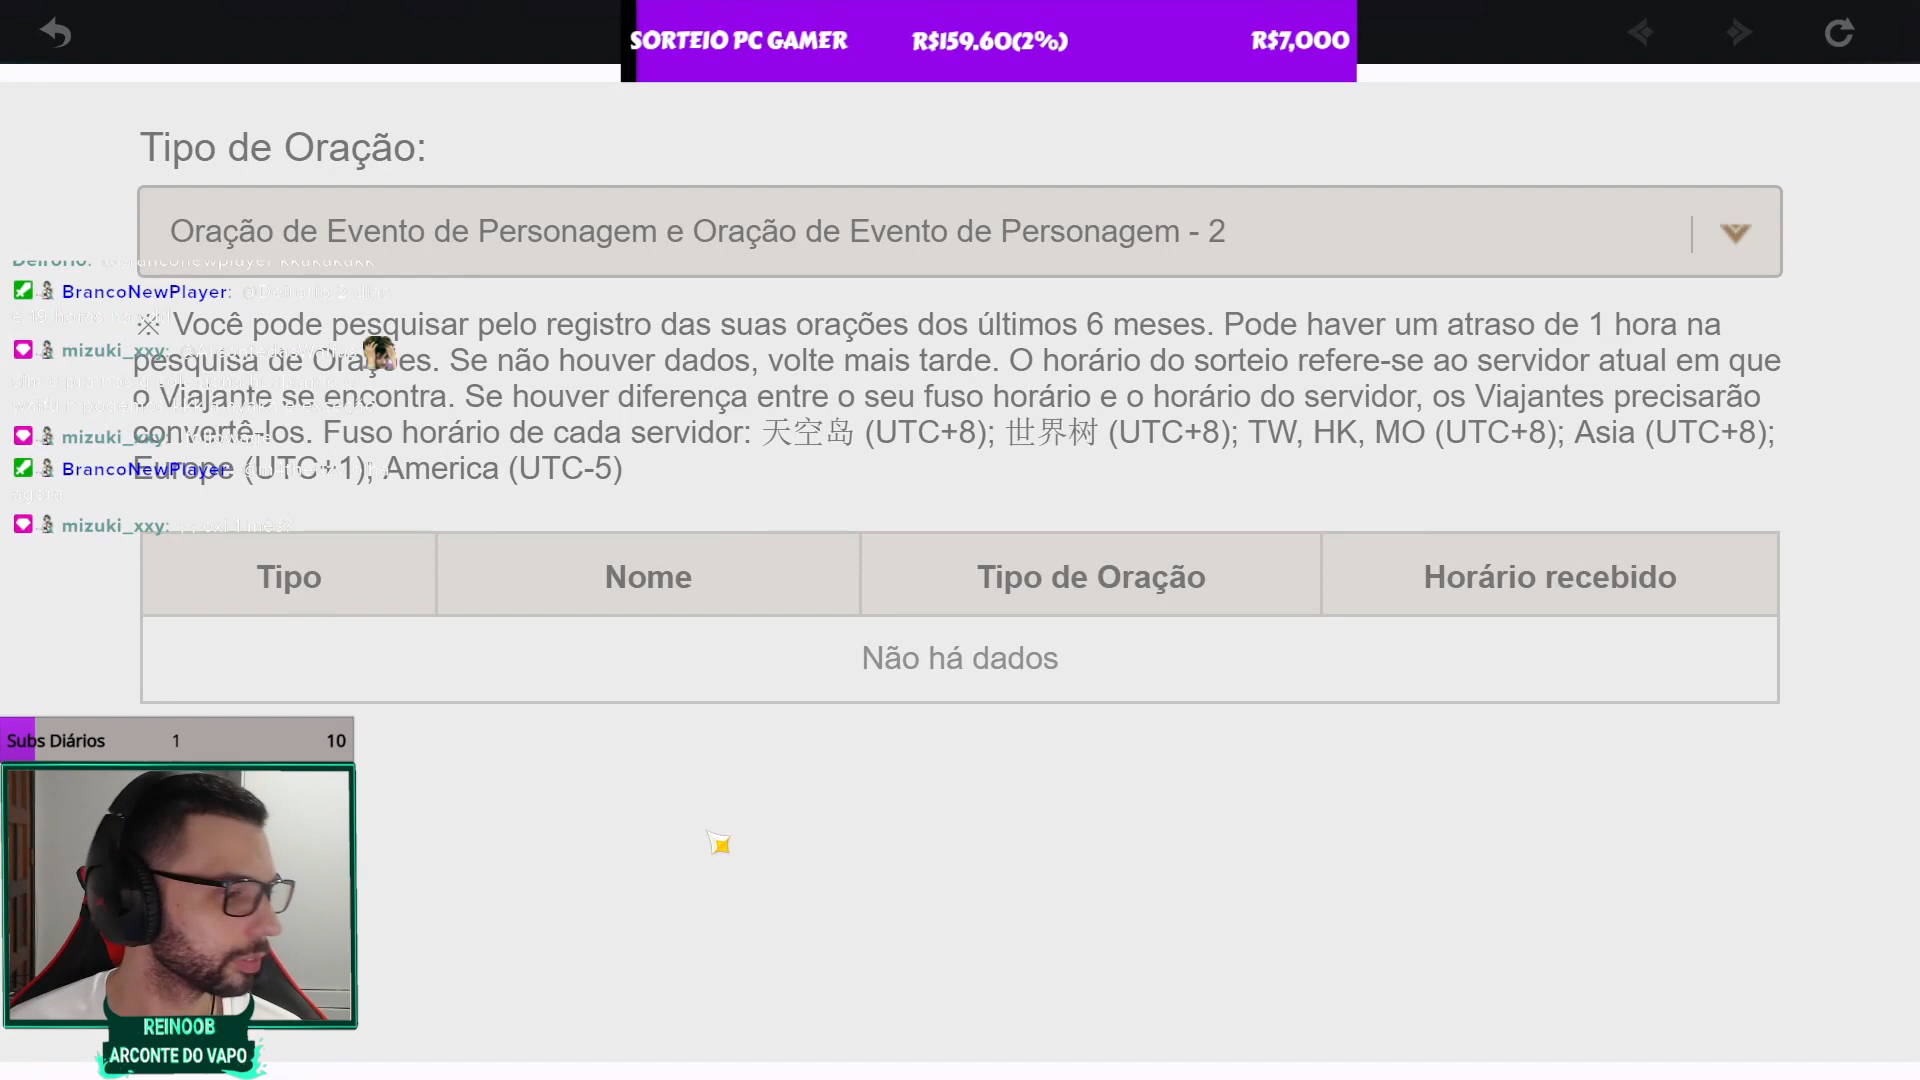 SORTEIO PC GAMER R$159.60(2%) R$7,000
Tipo de Oração:
Oração de Evento de Personagem e Oração de Evento de Personagem - 2
BrancoNewPlayer:
※ Você pode pesquisar pelo registro das suas orações dos últimos 6 meses. Pode haver um atraso de 1 hora na
mizuki_xxy:
pesquisa de Orações. Se não houver dados, volte mais tarde. O horário do sorteio refere-se ao servidor atual em que
o Viajante se encontra. Se houver diferença entre o seu fuso horário e o horário do servidor, os Viajantes precisarão
mizuki_xxy:
convertê-los. Fuso horário de cada servidor: 天空岛 (UTC+8); 世界树 (UTC+8); TW, HK, MO (UTC+8); Asia (UTC+8);
BrancoNewPlayer:
Europe (UTC+1); America (UTC-5)
agora
mizuki_xxy:
Tipo Nome Tipo de Oração Horário recebido
Não há dados
Subs Diários 1 10
REINOOB
ARCONTE DO VAPO